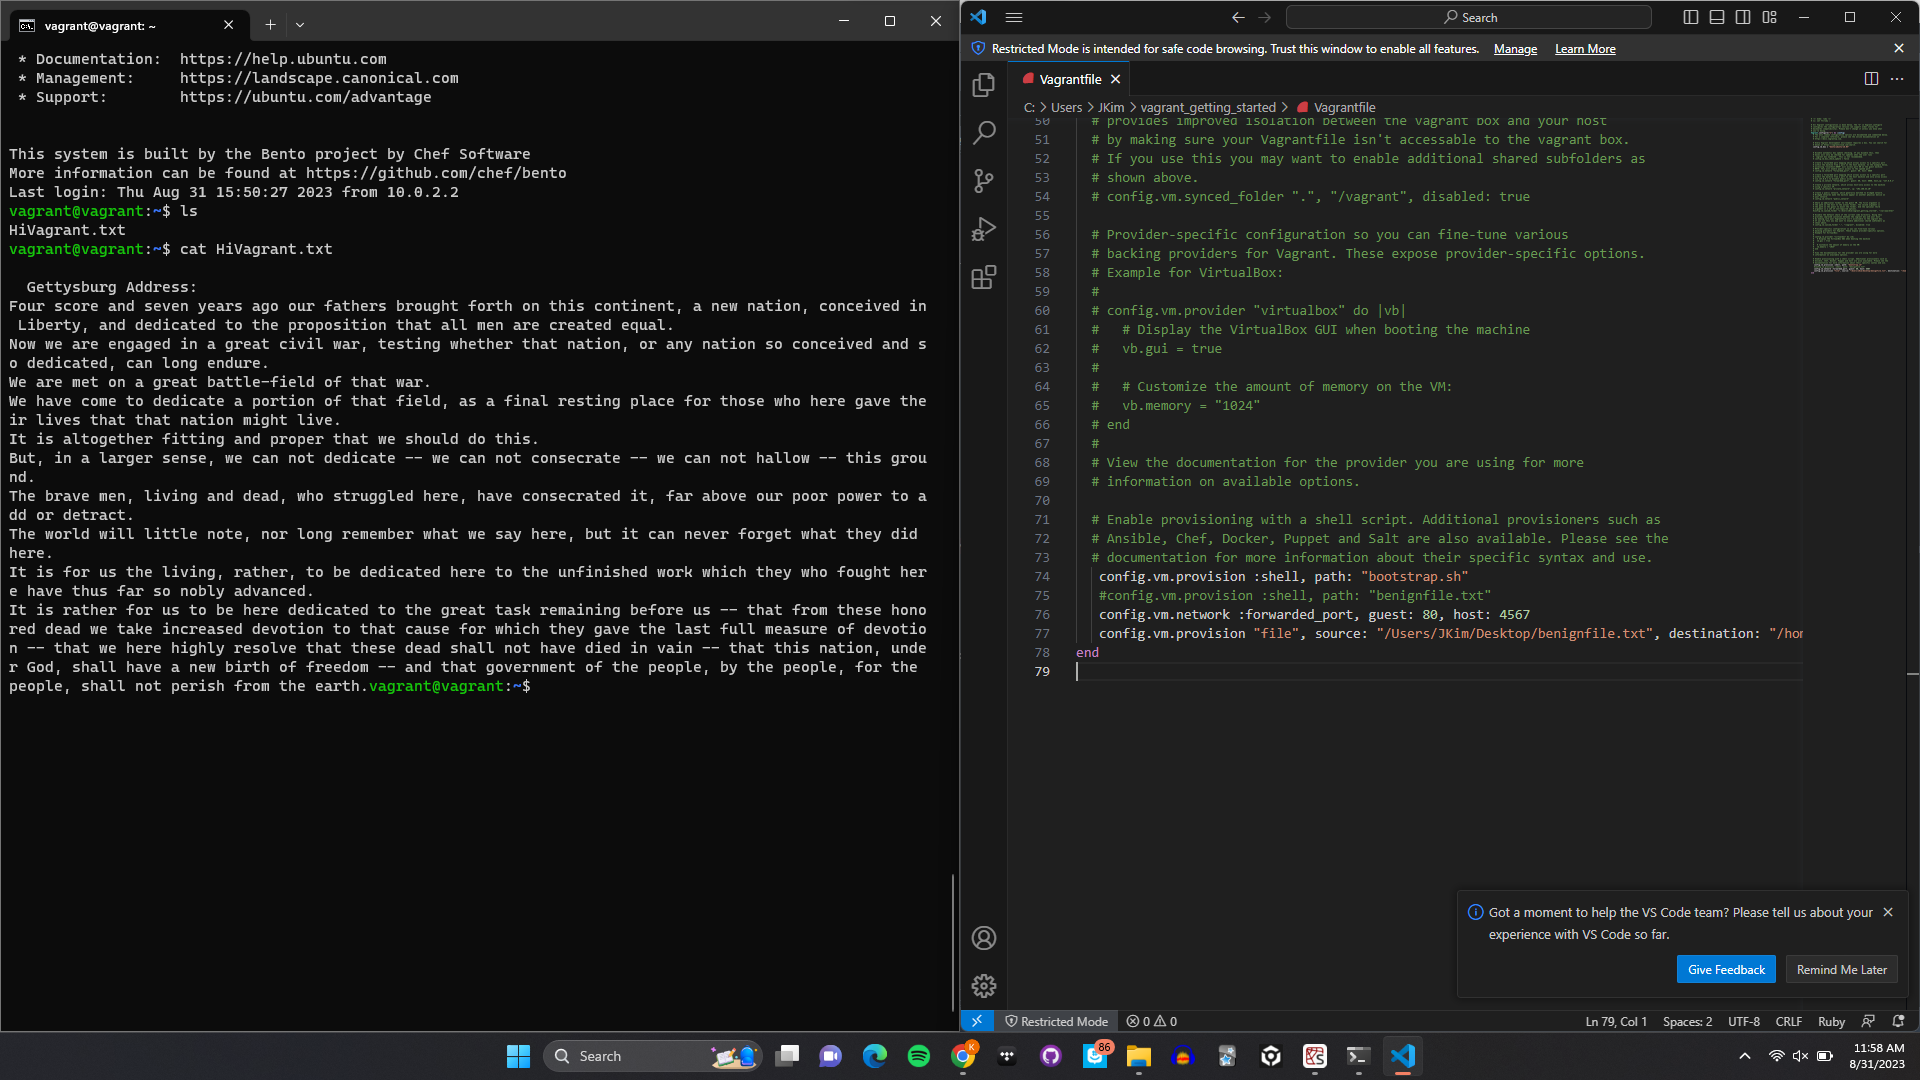 vagrant@vagrant: ~
* Documentation:  https://help.ubuntu.com
* Management:     https://landscape.canonical.com
* Support:        https://ubuntu.com/advantage
This system is built by the Bento project by Chef Software
More information can be found at https://github.com/chef/bento
Last login: Thu Aug 31 15:50:27 2023 from 10.0.2.2
vagrant@vagrant:~$ ls
HiVagrant.txt
vagrant@vagrant:~$ cat HiVagrant.txt
Gettysburg Address:
Four score and seven years ago our fathers brought forth on this continent, a new nation, conceived in
Liberty, and dedicated to the proposition that all men are created equal.
Now we are engaged in a great civil war, testing whether that nation, or any nation so conceived and s
o dedicated, can long endure.
We are met on a great battle-field of that war.
We have come to dedicate a portion of that field, as a final resting place for those who here gave the
ir lives that that nation might live.
It is altogether fitting and proper that we should do this.
But, in a larger sense, we can not dedicate -- we can not consecrate -- we can not hallow -- this grou
nd.
The brave men, living and dead, who struggled here, have consecrated it, far above our poor power to a
dd or detract.
The world will little note, nor long remember what we say here, but it can never forget what they did
here.
It is for us the living, rather, to be dedicated here to the unfinished work which they who fought her
e have thus far so nobly advanced.
It is rather for us to be here dedicated to the great task remaining before us -- that from these hono
red dead we take increased devotion to that cause for which they gave the last full measure of devotio
n -- that we here highly resolve that these dead shall not have died in vain -- that this nation, unde
r God, shall have a new birth of freedom -- and that government of the people, by the people, for the
people, shall not perish from the earth.vagrant@vagrant:~$
Search
Restricted Mode is intended for safe code browsing. Trust this window to enable all features. Manage Learn More
Vagrantfile
C: > Users > JKim > vagrant_getting_started > Vagrantfile
50 # provides improved isolation between the vagrant box and your host
51 # by making sure your Vagrantfile isn't accessable to the vagrant box.
52 # If you use this you may want to enable additional shared subfolders as
53 # shown above.
54 # config.vm.synced_folder ".", "/vagrant", disabled: true
55
56 # Provider-specific configuration so you can fine-tune various
57 # backing providers for Vagrant. These expose provider-specific options.
58 # Example for VirtualBox:
59 #
60 # config.vm.provider "virtualbox" do |vb|
61 #   # Display the VirtualBox GUI when booting the machine
62 #   vb.gui = true
63 #
64 #   # Customize the amount of memory on the VM:
65 #   vb.memory = "1024"
66 # end
67 #
68 # View the documentation for the provider you are using for more
69 # information on available options.
70
71 # Enable provisioning with a shell script. Additional provisioners such as
72 # Ansible, Chef, Docker, Puppet and Salt are also available. Please see the
73 # documentation for more information about their specific syntax and use.
74 config.vm.provision :shell, path: "bootstrap.sh"
75 #config.vm.provision :shell, path: "benignfile.txt"
76 config.vm.network :forwarded_port, guest: 80, host: 4567
77 config.vm.provision "file", source: "/Users/JKim/Desktop/benignfile.txt", destination: "/hom
78 end
79
Got a moment to help the VS Code team? Please tell us about your
experience with VS Code so far.
Give Feedback
Remind Me Later
Restricted Mode 0 0 Ln 79, Col 1 Spaces: 2 UTF-8 CRLF Ruby
Search
K
86
11:58 AM
8/31/2023